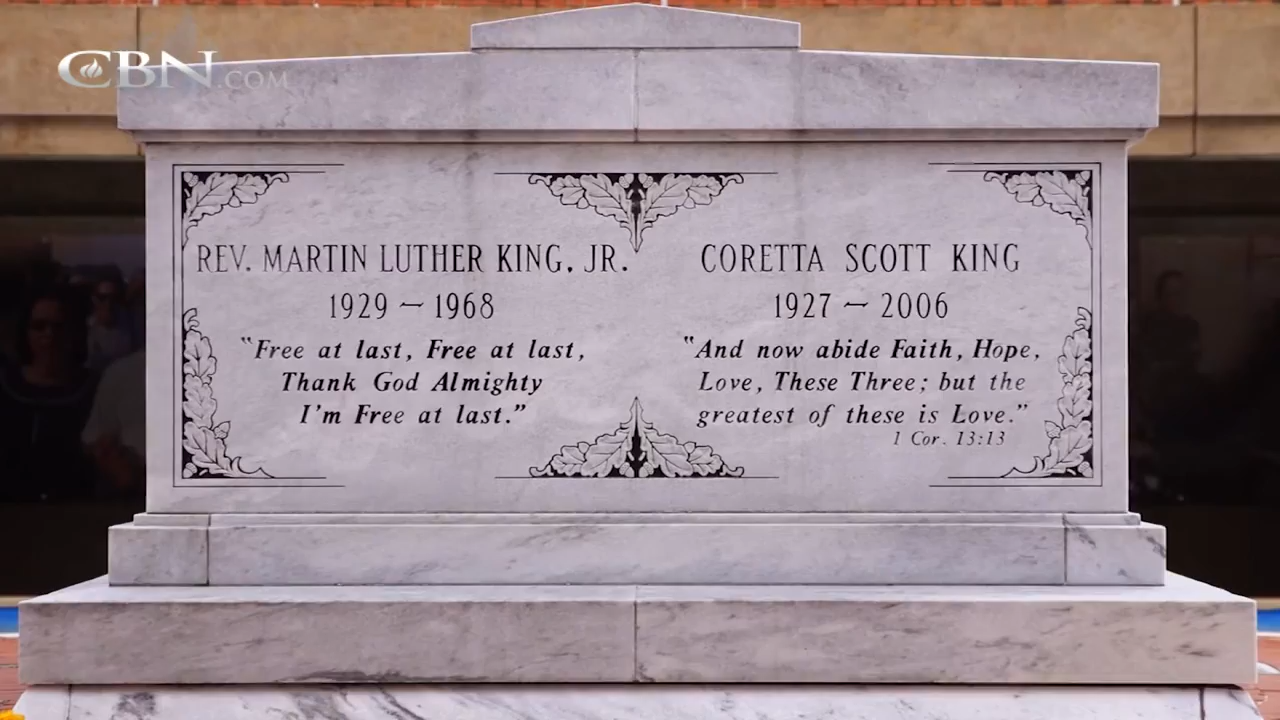 CBN.COM
REV. MARTIN LUTHER KING, JR.
1929 ~ 1968
"Free at last, Free at last,
Thank God Almighty
I'm Free at last."
CORETTA SCOTT KING
1927 ~ 2006
"And now abide Faith, Hope,
Love, These Three; but the
greatest of these is Love."
1 Cor. 13:13